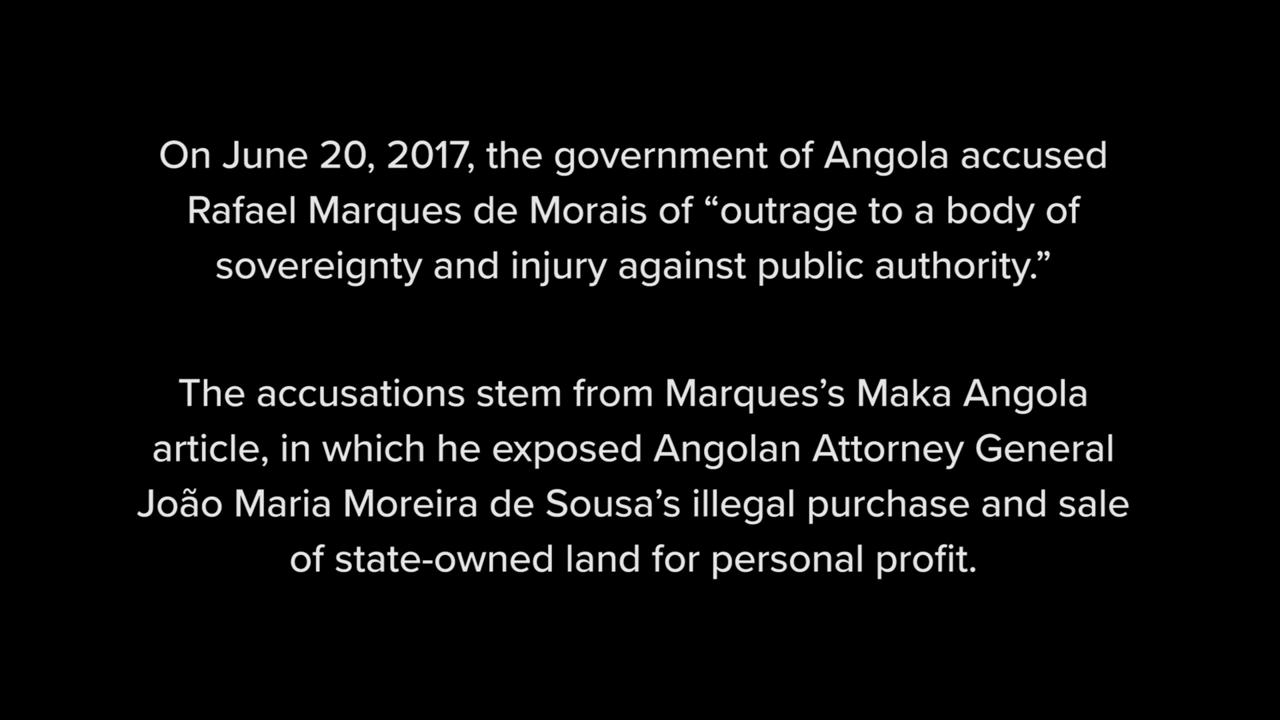 On June 20, 2017, the government of Angola accused
Rafael Marques de Morais of “outrage to a body of
sovereignty and injury against public authority.”
The accusations stem from Marques’s Maka Angola
article, in which he exposed Angolan Attorney General
João Maria Moreira de Sousa’s illegal purchase and sale
of state-owned land for personal profit.